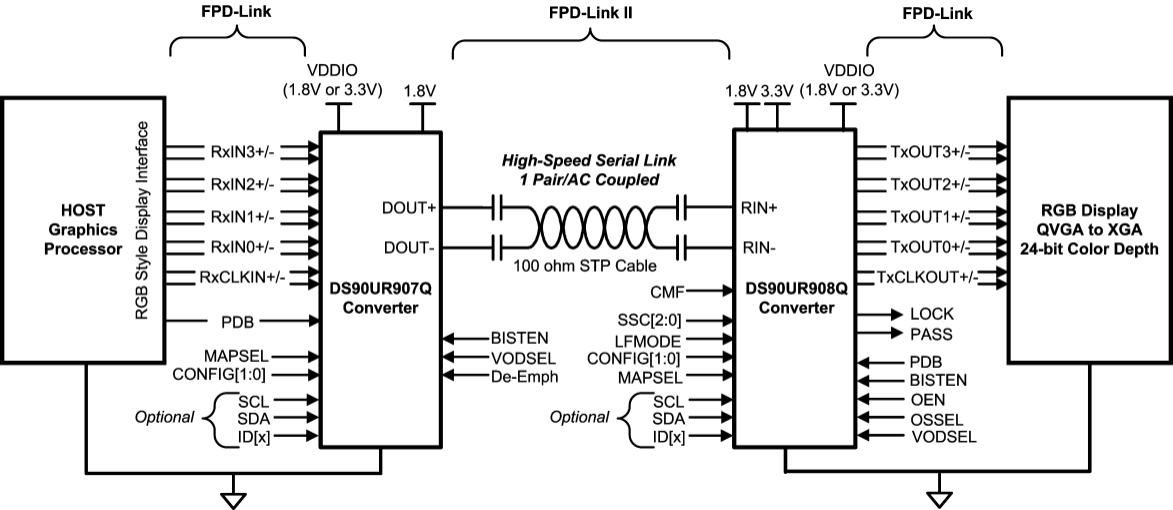 FPD-Link
FPD-Link II
FPD-Link
VDDIO
(1.8V or 3.3V)
1.8V
1.8V
3.3V
VDDIO
(1.8V or 3.3V)
HOST
Graphics
Processor
RGB Style Display Interface
RxIN3+/-
RxIN2+/-
RxIN1+/-
RxIN0+/-
RxCLKIN+/-
PDB
MAPSEL
CONFIG[1:0]
Optional
SCL
SDA
ID[x]
DOUT+
DOUT-
DS90UR907Q
Converter
BISTEN
VODSEL
De-Emph
High-Speed Serial Link
1 Pair/AC Coupled
100 ohm STP Cable
CMF
SSC[2:0]
LFMODE
CONFIG[1:0]
MAPSEL
Optional
SCL
SDA
ID[x]
RIN+
RIN-
DS90UR908Q
Converter
TxOUT3+/-
TxOUT2+/-
TxOUT1+/-
TxOUT0+/-
TxCLKOUT+/-
LOCK
PASS
PDB
BISTEN
OEN
OSSEL
VODSEL
RGB Display
QVGA to XGA
24-bit Color Depth